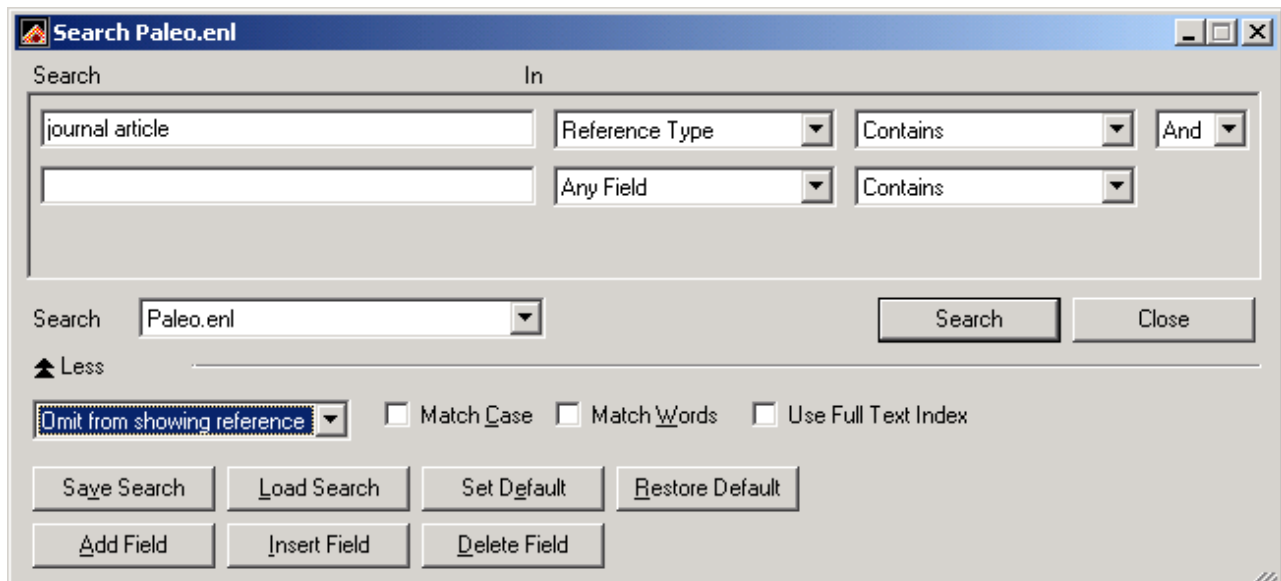 Search Paleo.enl
Search In
journal article Reference Type Contains And
Any Field Contains
Search Paleo.enl Search Close
Less
Omit from showing reference Match Case Match Words Use Full Text Index
Save Search Load Search Set Default Restore Default
Add Field Insert Field Delete Field